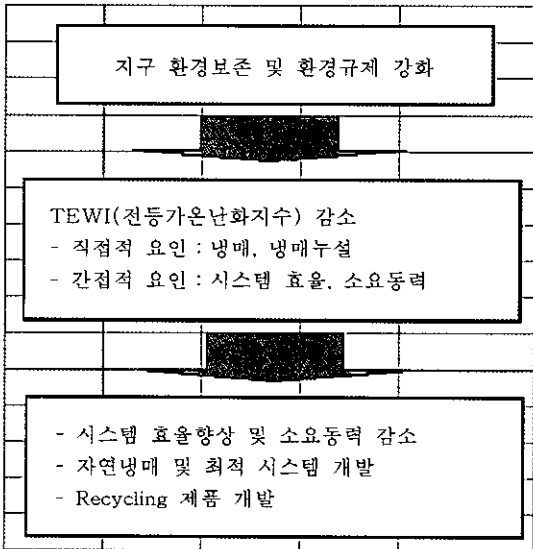 지구 환경보존 및 환경규제 강화
TEWI(전등가온난화지수) 감소
- 직접적 요인 : 냉매, 냉매누설
- 간접적 요인 : 시스템 효율, 소요동력
- 시스템 효율향상 및 소요동력 감소
- 자연냉매 및 최적 시스템 개발
- Recycling 제품 개발